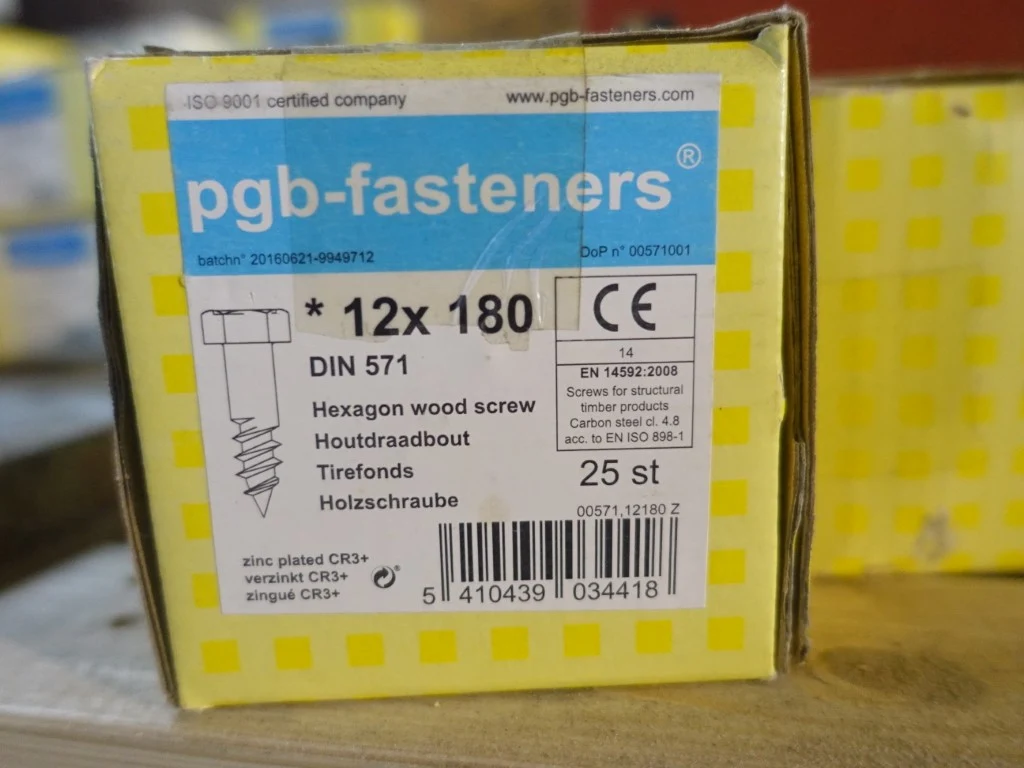 ISO 9001 certified company
www.pgb-fasteners.com
pgb-fasteners®
batchn° 20160621-9949712
DoP n° 00571001
* 12x 180
DIN 571
Hexagon wood screw
Houtdraadbout
Tirefonds
Holzschraube
CE
14
EN 14592:2008
Screws for structural
timber products
Carbon steel cl. 4.8
acc. to EN ISO 898-1
25 st
00571,12180 Z
zinc plated CR3+
verzinkt CR3+
zingué CR3+
5 410439 034418